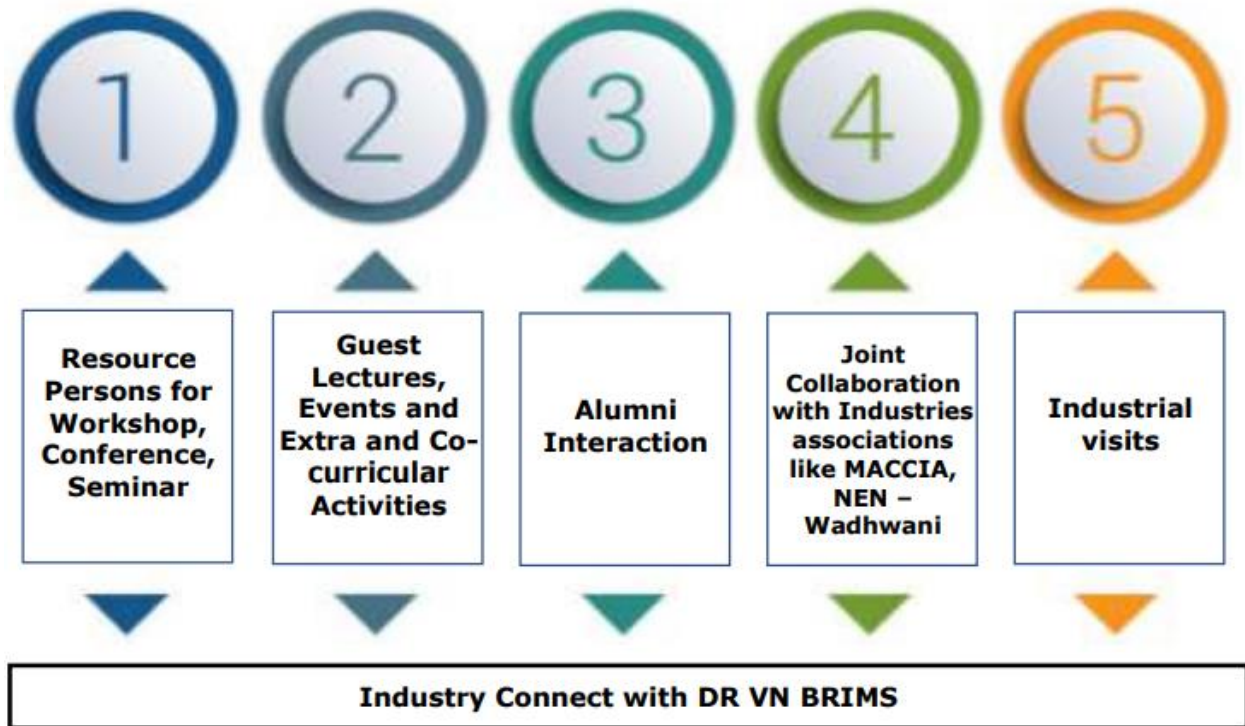 1
2
3
4
5
Resource
Persons for
Workshop,
Conference,
Seminar
Guest
Lectures,
Events and
Extra and Co-
curricular
Activities
Alumni
Interaction
Joint
Collaboration
with Industries
associations
like MACCIA,
NEN –
Wadhwani
Industrial
visits
Industry Connect with DR VN BRIMS